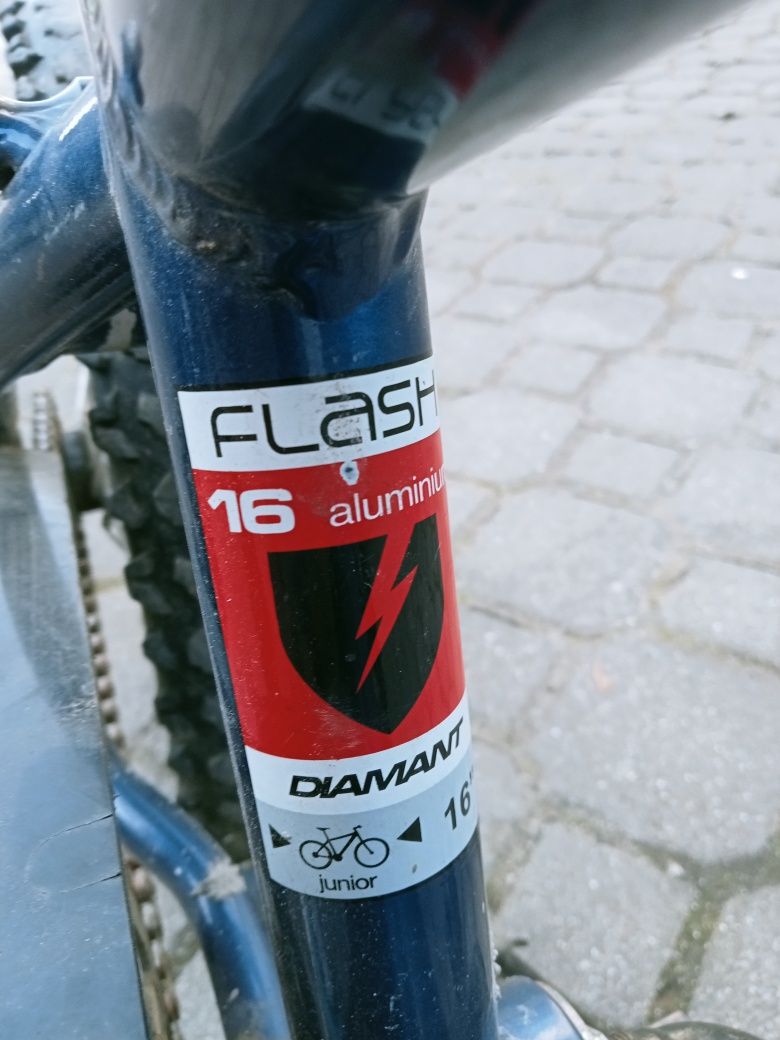 FLasH
16 aluminiu
DIAMANT
16"
junior